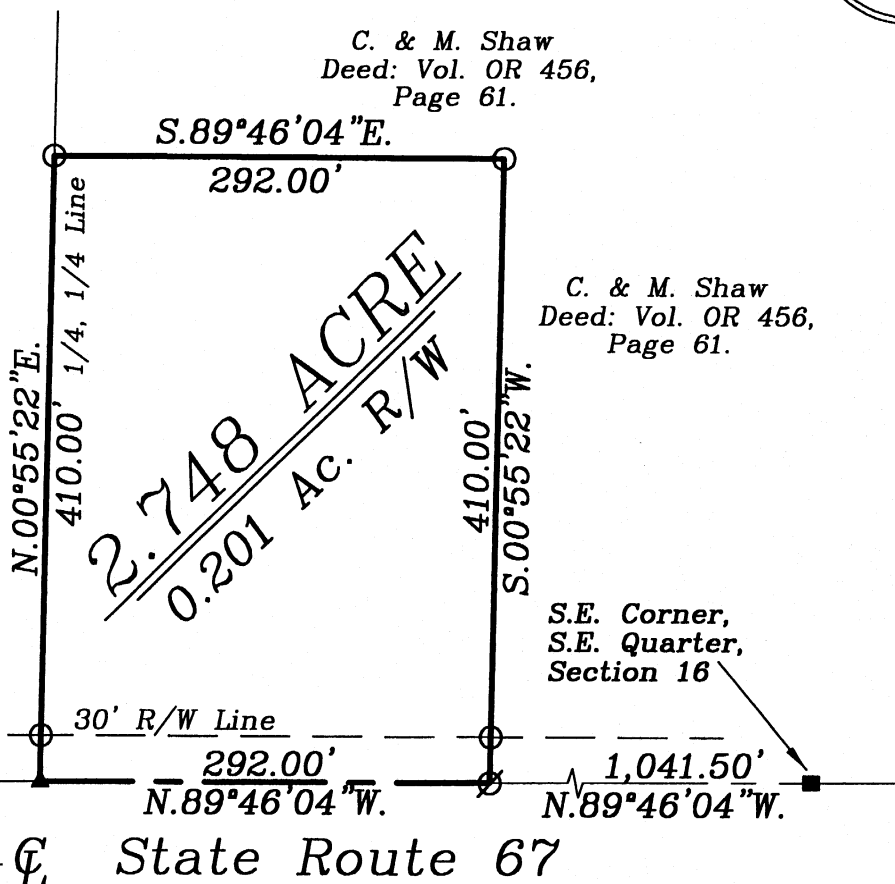 C. & M. Shaw
Deed: Vol. OR 456,
Page 61.
S.89°46'04"E.
292.00'
1/4, 1/4 Line
N.00°55'22"E.
410.00'
2.748 ACRE
0.201 Ac. R/W
C. & M. Shaw
Deed: Vol. OR 456,
Page 61.
410.00'
S.00°55'22"W.
S.E. Corner,
S.E. Quarter,
Section 16
30' R/W Line
292.00'
N.89°46'04"W.
1,041.50'
N.89°46'04"W.
℄ State Route 67